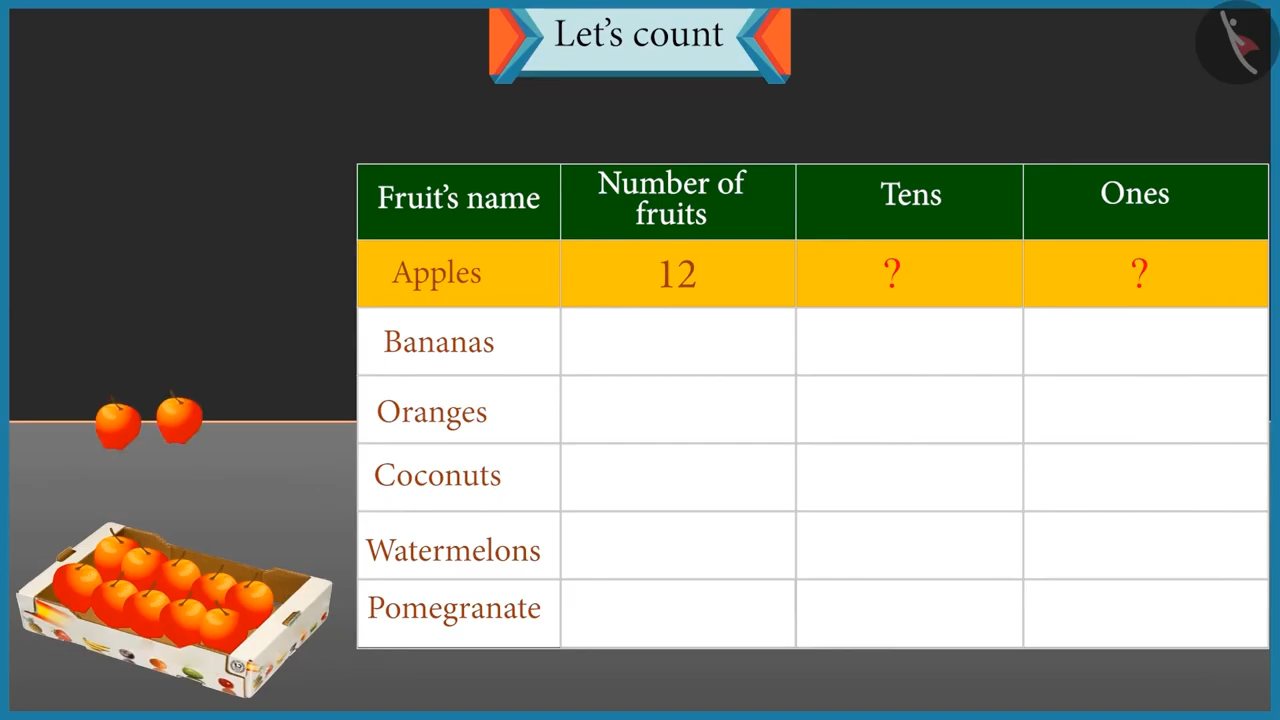 Let's count
Fruit's name
Number of
fruits
Tens
Ones
Apples
12
?
?
Bananas
Oranges
Coconuts
Watermelons
Pomegranate